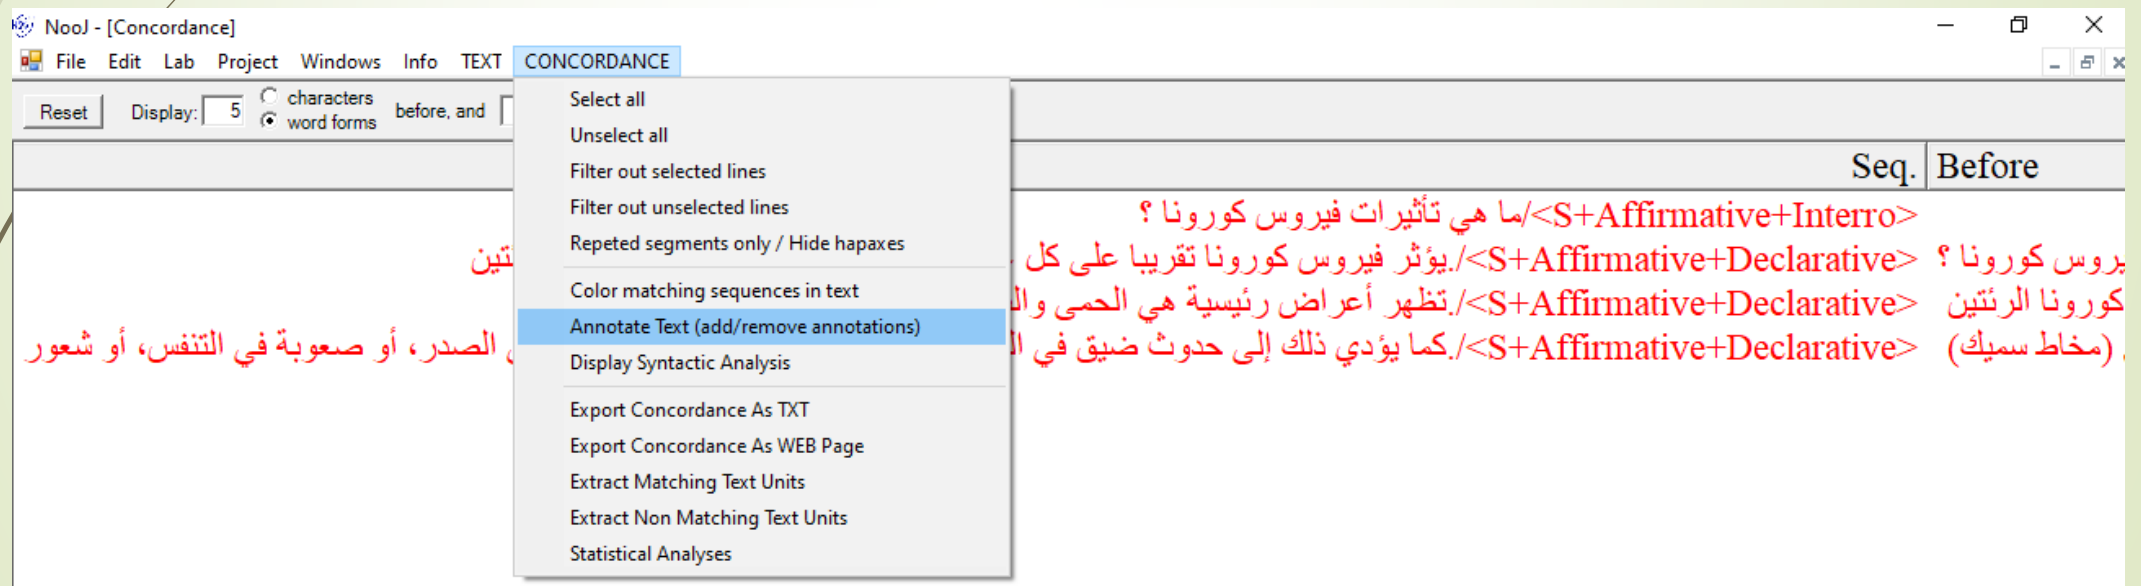 NooJ - [Concordance]
File Edit Lab Project Windows Info TEXT CONCORDANCE
Reset Display: 5 characters word forms before, and
Select all
Unselect all
Filter out selected lines
Filter out unselected lines
Repeted segments only / Hide hapaxes
Color matching sequences in text
Annotate Text (add/remove annotations)
Display Syntactic Analysis
Export Concordance As TXT
Export Concordance As WEB Page
Extract Matching Text Units
Extract Non Matching Text Units
Statistical Analyses
Seq. Before
ما هي تأثيرات فيروس كورونا ؟/<S+Affirmative+Interro>
كورونا ؟ <S+Affirmative+Declarative>/.يؤثر فيروس كورونا تقريبا على كل
كورونا الرئتين <S+Affirmative+Declarative>/.تظهر أعراض رئيسية هي الحمى
(مخاط سميك) <S+Affirmative+Declarative>/.كما يؤدي ذلك إلى حدوث ضيق في الصدر، أو صعوبة في التنفس، أو شعور